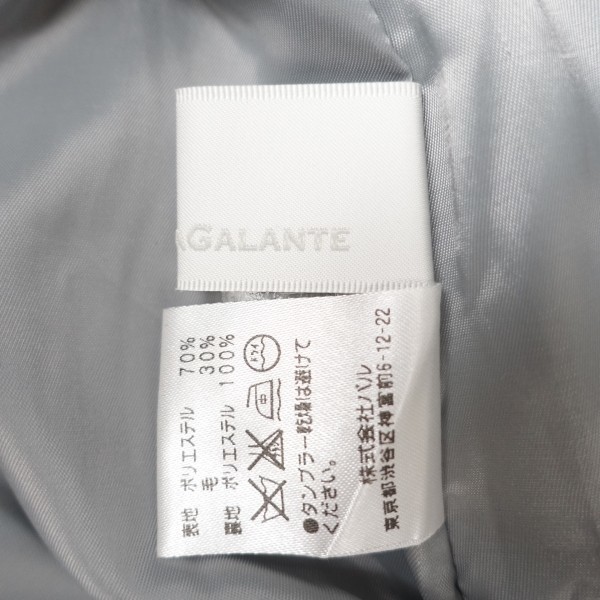 AGALANTE
表地 ポリエステル 70%
毛 30%
裏地 ポリエステル 100%
ドライ
●タンブラー乾燥は避けて
ください。
株式会社パル
東京都渋谷区神宮前6-12-22